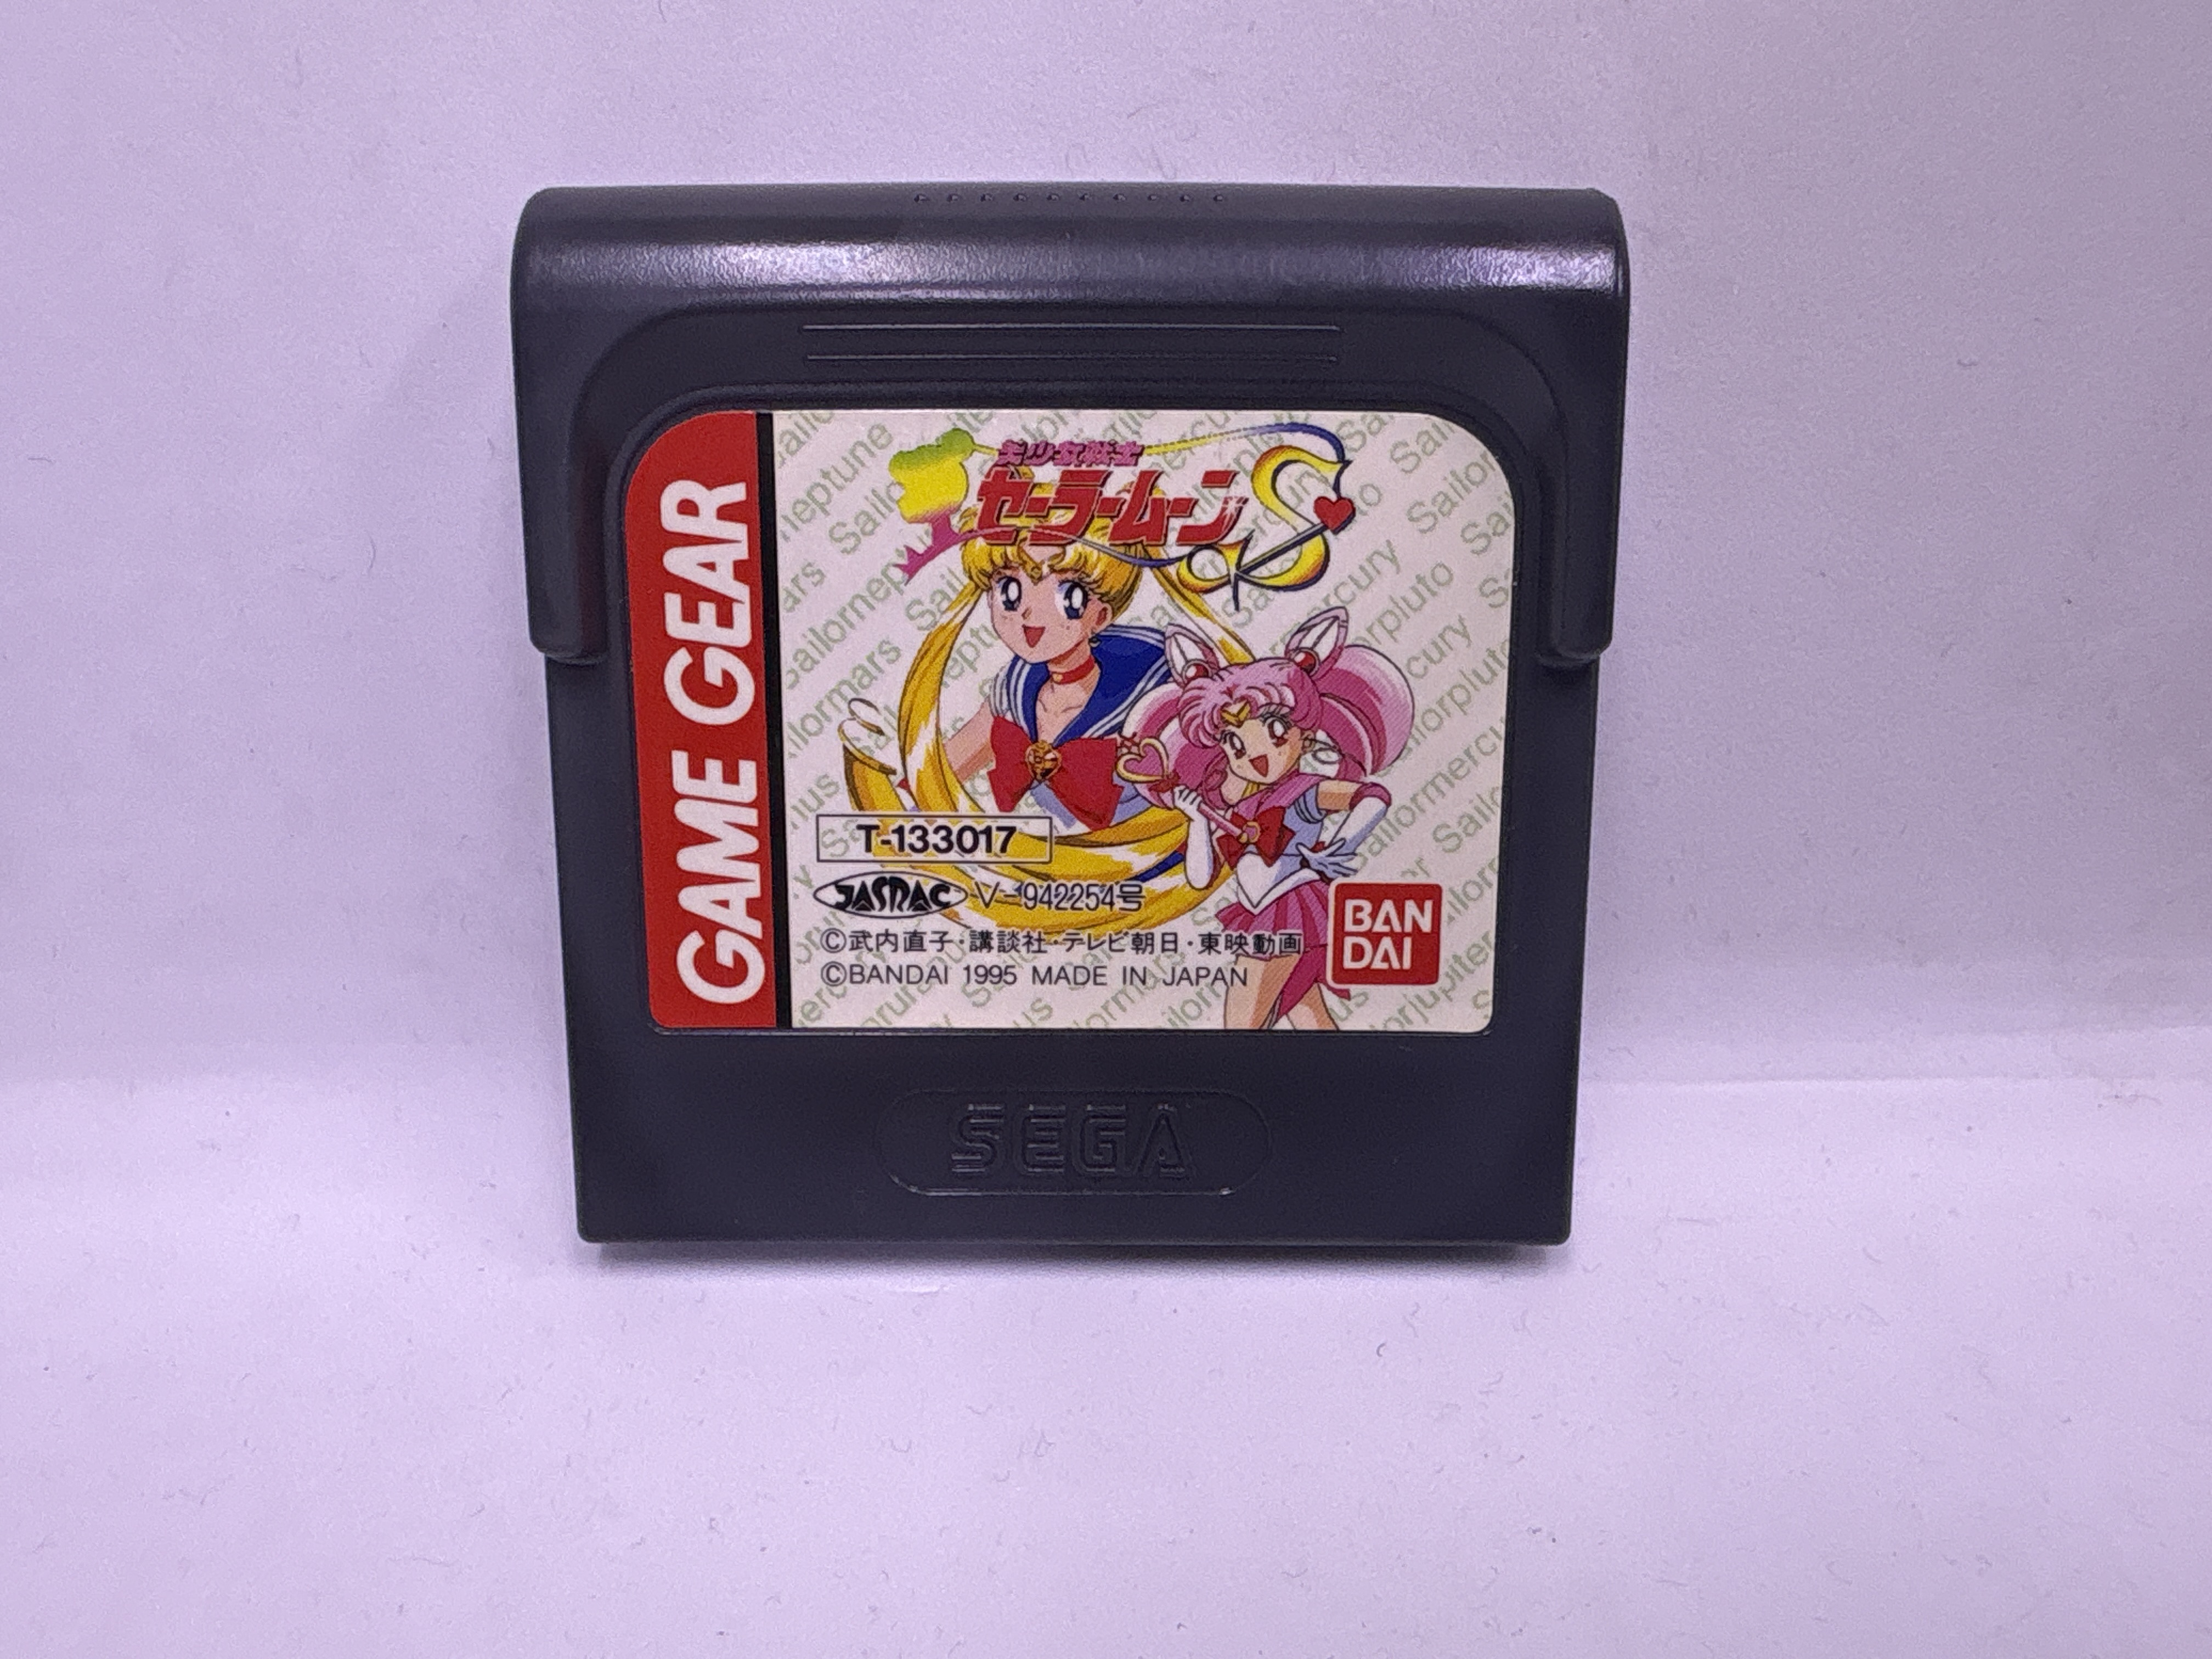 GAME GEAR
美少女戦士
セーラームーンS
T-133017
JASRAC V-942254号
©武内直子・講談社・テレビ朝日・東映動画
©BANDAI 1995 MADE IN JAPAN
BAN
DAI
SEGA